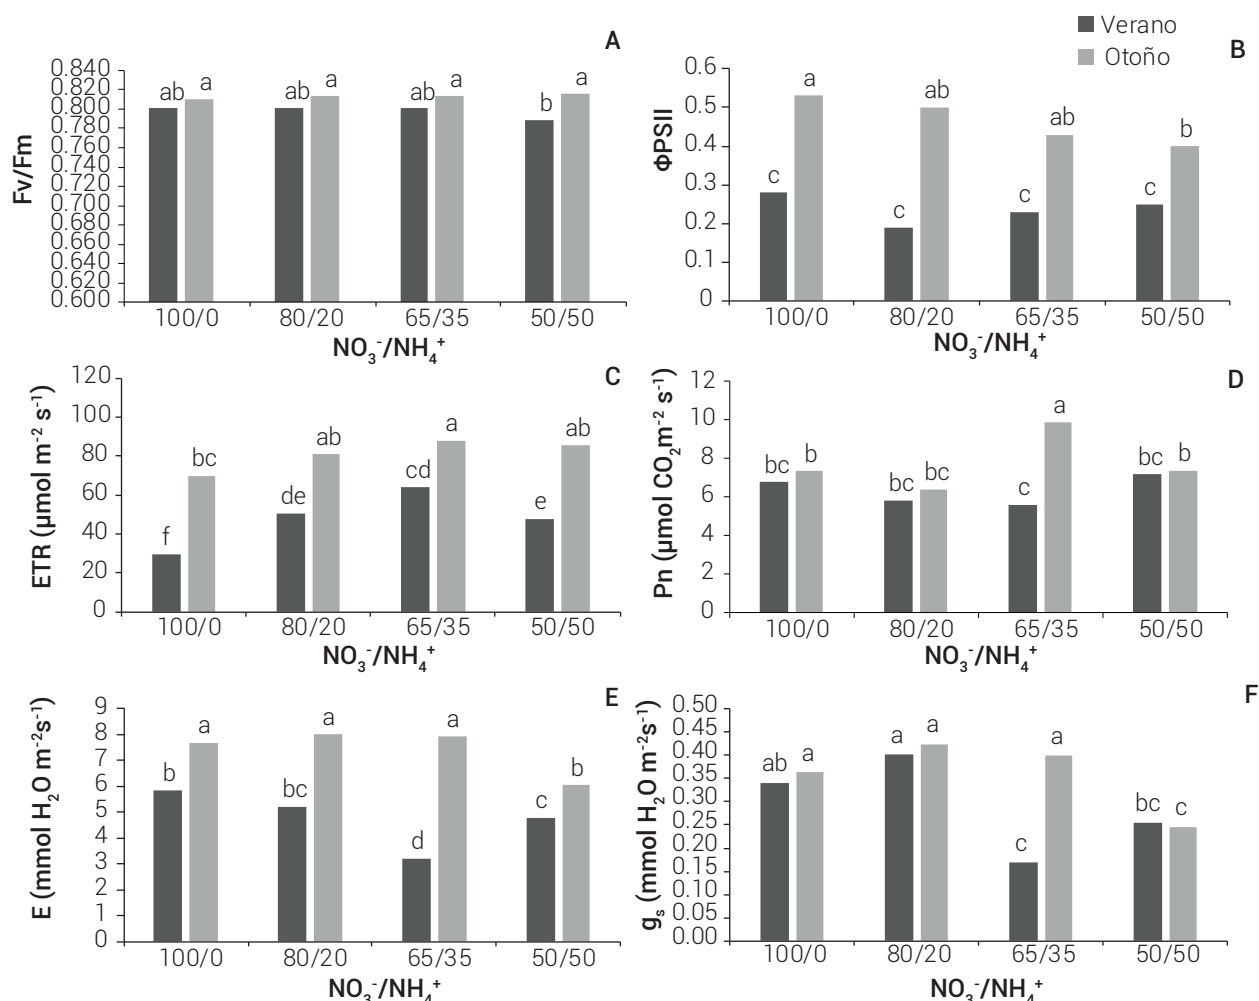 Verano
Otoño
A
0.840
0.820
0.800
0.780
0.760
0.740
0.720
0.700
0.680
0.660
0.640
0.620
0.600
Fv/Fm
ab a ab a ab a b a
100/0 80/20 65/35 50/50
NO₃⁻/NH₄⁺
B
0.6
0.5
0.4
0.3
0.2
0.1
0
ΦPSII
c a c ab c ab c b
100/0 80/20 65/35 50/50
NO₃⁻/NH₄⁺
C
120
100
80
60
40
20
0
ETR (µmol m⁻² s⁻¹)
f bc de ab cd a e ab
100/0 80/20 65/35 50/50
NO₃⁻/NH₄⁺
D
12
10
8
6
4
2
0
Pn (µmol CO₂m⁻² s⁻¹)
bc b bc bc c a bc b
100/0 80/20 65/35 50/50
NO₃⁻/NH₄⁺
E
9
8
7
6
5
4
3
2
1
0
E (mmol H₂O m⁻²s⁻¹)
b a bc a d a c b
100/0 80/20 65/35 50/50
NO₃⁻/NH₄⁺
F
0.50
0.45
0.40
0.35
0.30
0.25
0.20
0.15
0.10
0.05
0.00
gₛ (mmol H₂O m⁻²s⁻¹)
ab a a a c a bc c
100/0 80/20 65/35 50/50
NO₃⁻/NH₄⁺